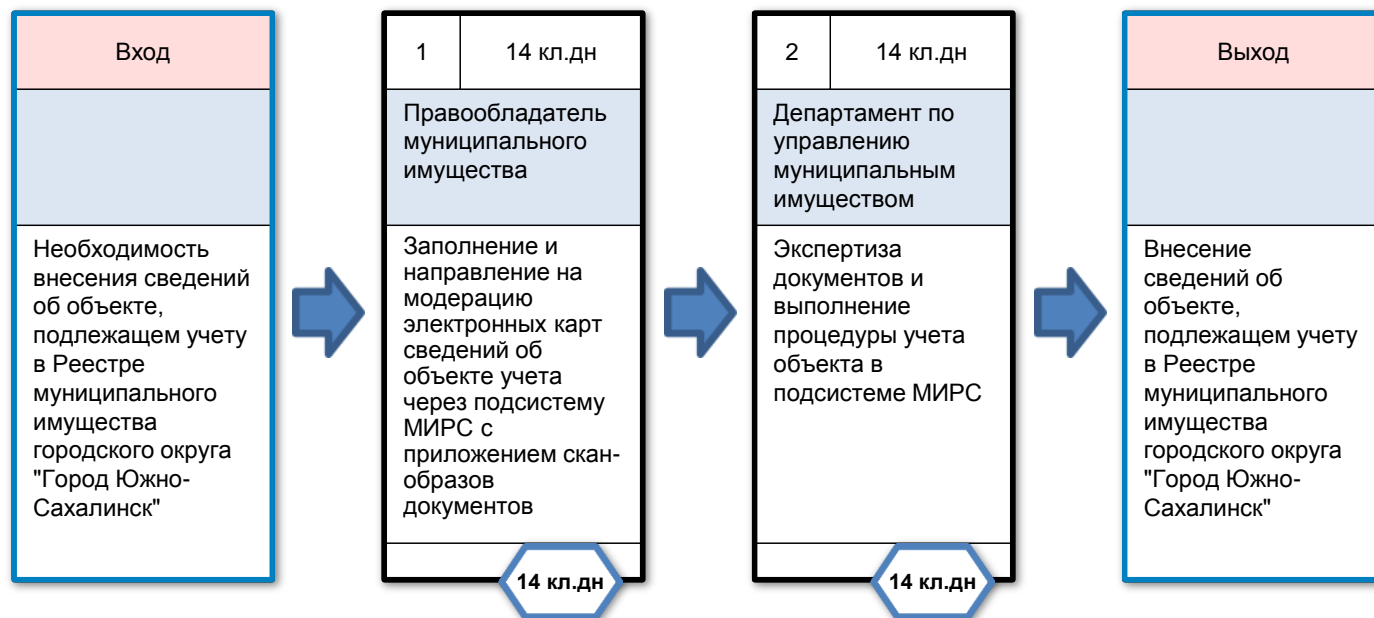 Вход
Необходимость
внесения сведений
об объекте,
подлежащем учету
в Реестре
муниципального
имущества
городского округа
"Город Южно-
Сахалинск"
1
14 кл.дн
Правообладатель
муниципального
имущества
Заполнение и
направление на
модерацию
электронных карт
сведений об
объекте учета
через подсистему
МИРС с
приложением скан-
образов
документов
14 кл.дн
2
14 кл.дн
Департамент по
управлению
муниципальным
имуществом
Экспертиза
документов и
выполнение
процедуры учета
объекта в
подсистеме МИРС
14 кл.дн
Выход
Внесение
сведений об
объекте,
подлежащем учету
в Реестре
муниципального
имущества
городского округа
"Город Южно-
Сахалинск"